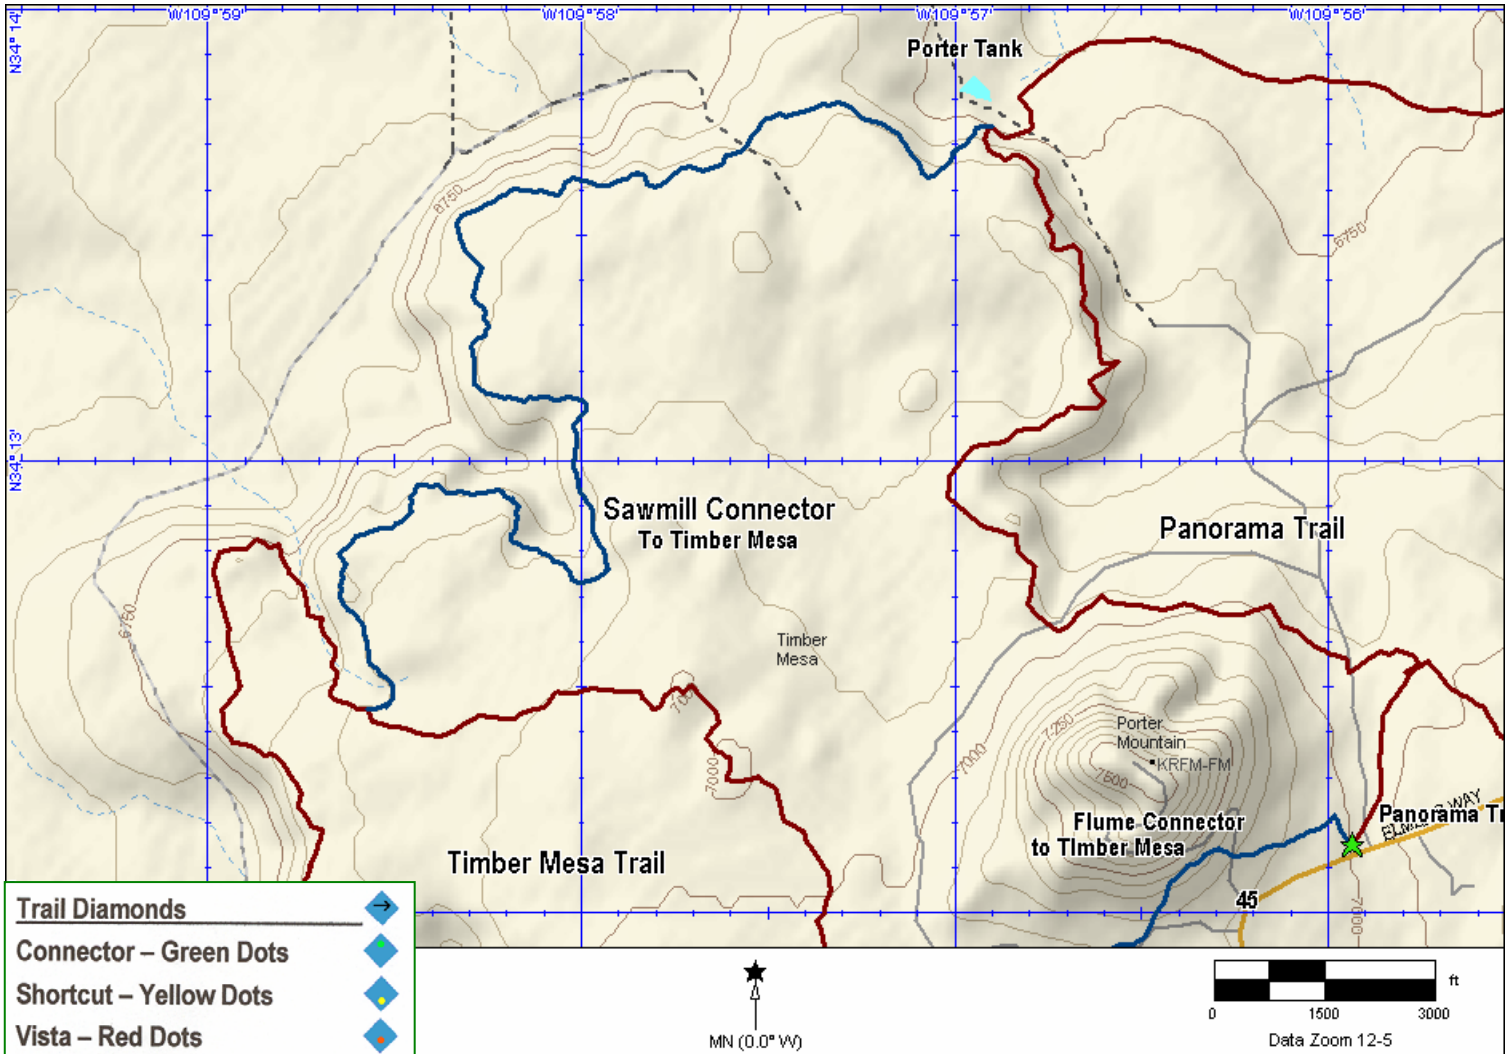 W109°59'
W109°58'
W109°57'
W109°56'
N34° 14'
Porter Tank
6750
6750
N34° 13'
Sawmill Connector
To Timber Mesa
Panorama Trail
6750
Timber
Mesa
7250
Porter
Mountain
KRFM-FM
7000
7000
7500
Flume Connector
to TImber Mesa
Panorama Tr
WAY
Timber Mesa Trail
45
7000
Trail Diamonds
Connector – Green Dots
Shortcut – Yellow Dots
Vista – Red Dots
MN (0.0° W)
ft
0 1500 3000
Data Zoom 12-5